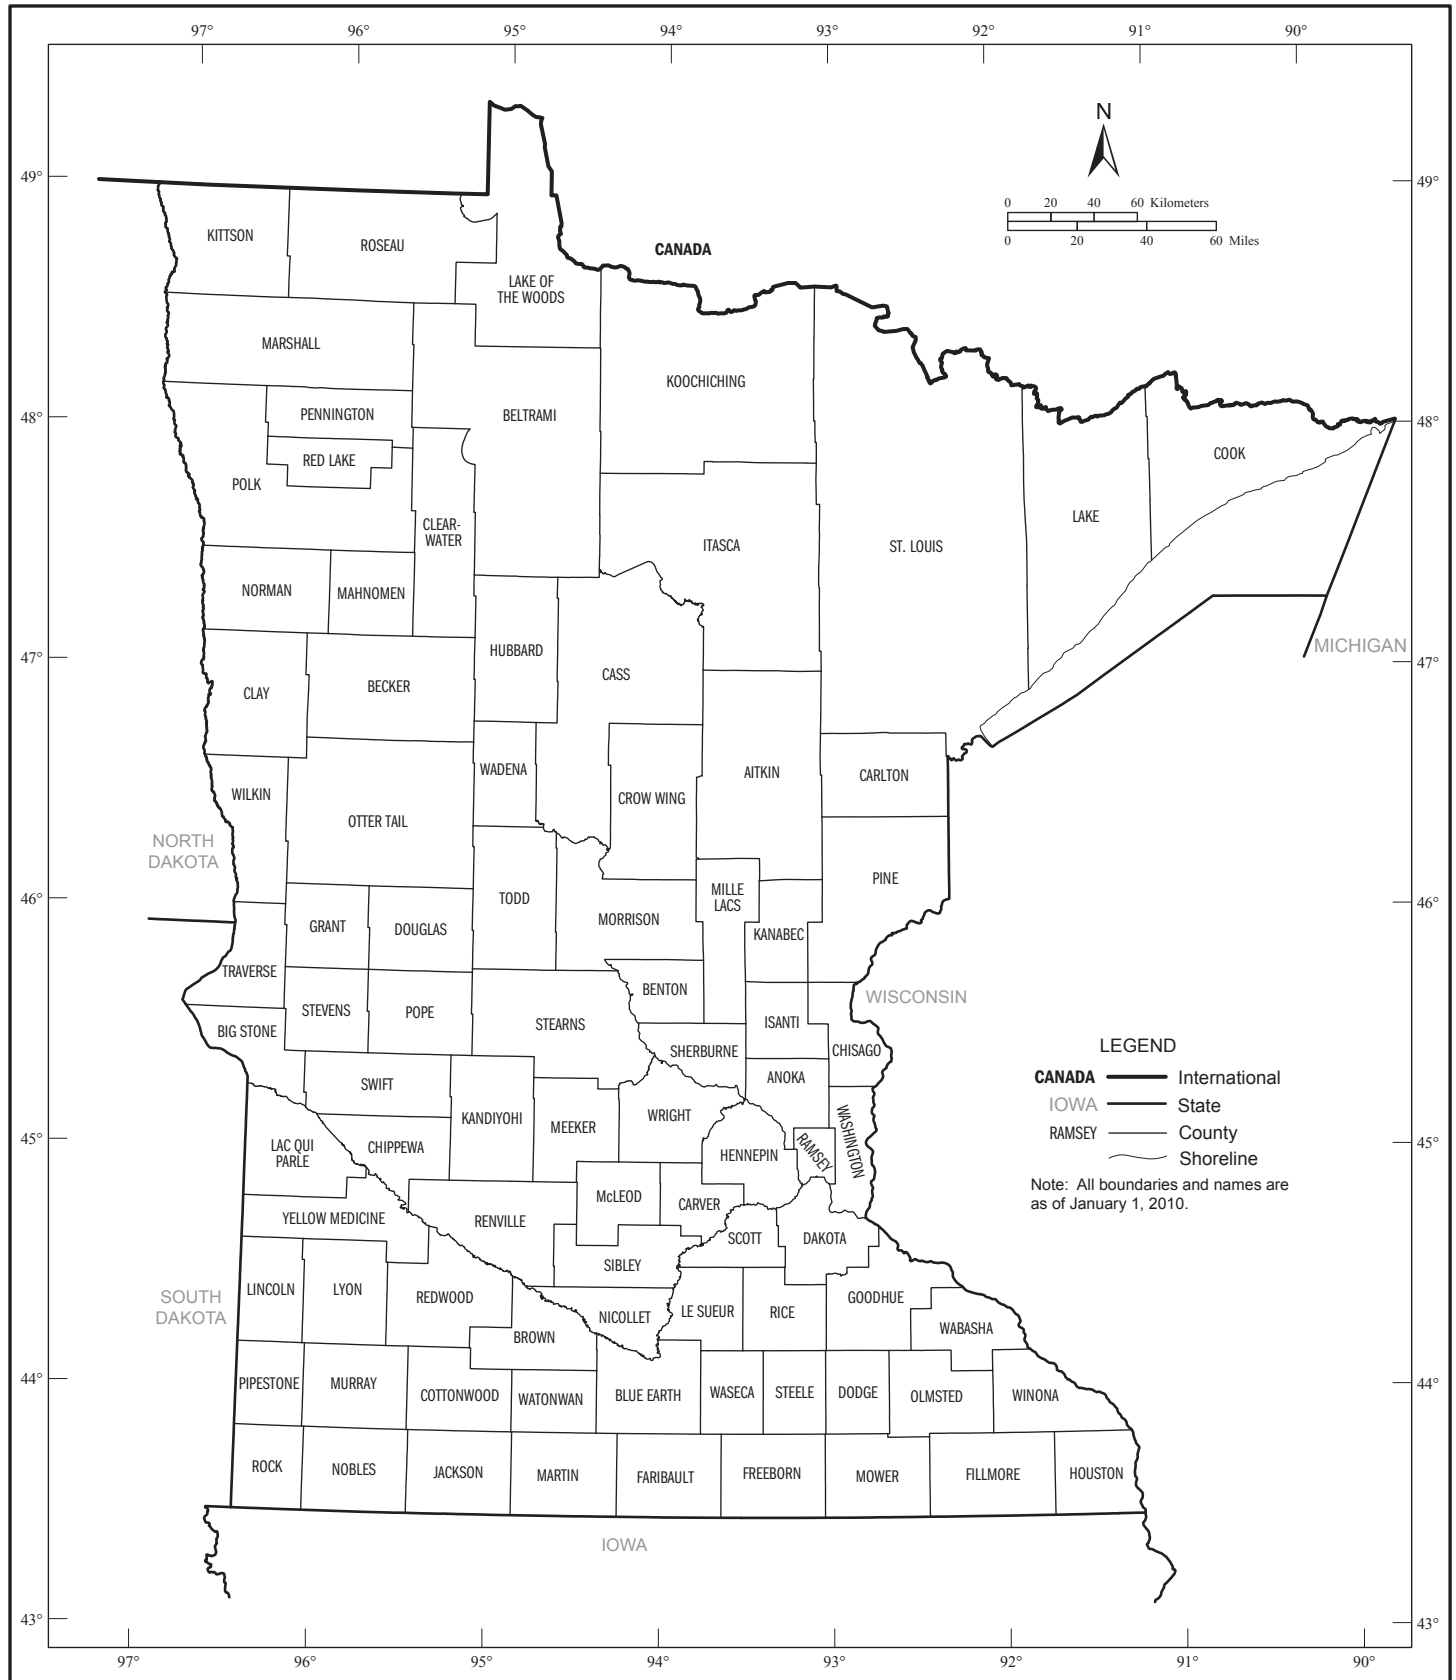 97° 96° 95° 94° 93° 92° 91° 90°
N
49° 49°
0 20 40 60 Kilometers
0 20 40 60 Miles
CANADA
KITTSON
ROSEAU
LAKE OF
THE WOODS
MARSHALL
KOOCHICHING
PENNINGTON
BELTRAMI
48° 48°
COOK
RED LAKE
POLK
LAKE
CLEAR-
WATER
ITASCA
ST. LOUIS
NORMAN
MAHNOMEN
HUBBARD
MICHIGAN
47° 47°
CASS
BECKER
CLAY
WADENA
AITKIN
CARLTON
WILKIN
CROW WING
OTTER TAIL
NORTH
DAKOTA
PINE
46° 46°
MILLE
LACS
TODD
MORRISON
GRANT
DOUGLAS
KANABEC
TRAVERSE
BENTON
WISCONSIN
STEVENS
POPE
STEARNS
ISANTI
BIG STONE
SHERBURNE
CHISAGO
ANOKA
SWIFT
LEGEND
CANADA International
IOWA State
RAMSEY County
Shoreline
Note: All boundaries and names are
as of January 1, 2010.
KANDIYOHI
WRIGHT
MEEKER
WASHINGTON
45° 45°
LAC QUI
PARLE
CHIPPEWA
HENNEPIN
RAMSEY
McLEOD
CARVER
YELLOW MEDICINE
RENVILLE
SCOTT
DAKOTA
SIBLEY
LINCOLN
LYON
REDWOOD
GOODHUE
SOUTH
DAKOTA
NICOLLET
LE SUEUR
RICE
BROWN
WABASHA
44° 44°
PIPESTONE
MURRAY
COTTONWOOD
WATONWAN
BLUE EARTH
WASECA
STEELE
DODGE
OLMSTED
WINONA
ROCK
NOBLES
JACKSON
MARTIN
FARIBAULT
FREEBORN
MOWER
FILLMORE
HOUSTON
IOWA
43° 43°
97° 96° 95° 94° 93° 92° 91° 90°